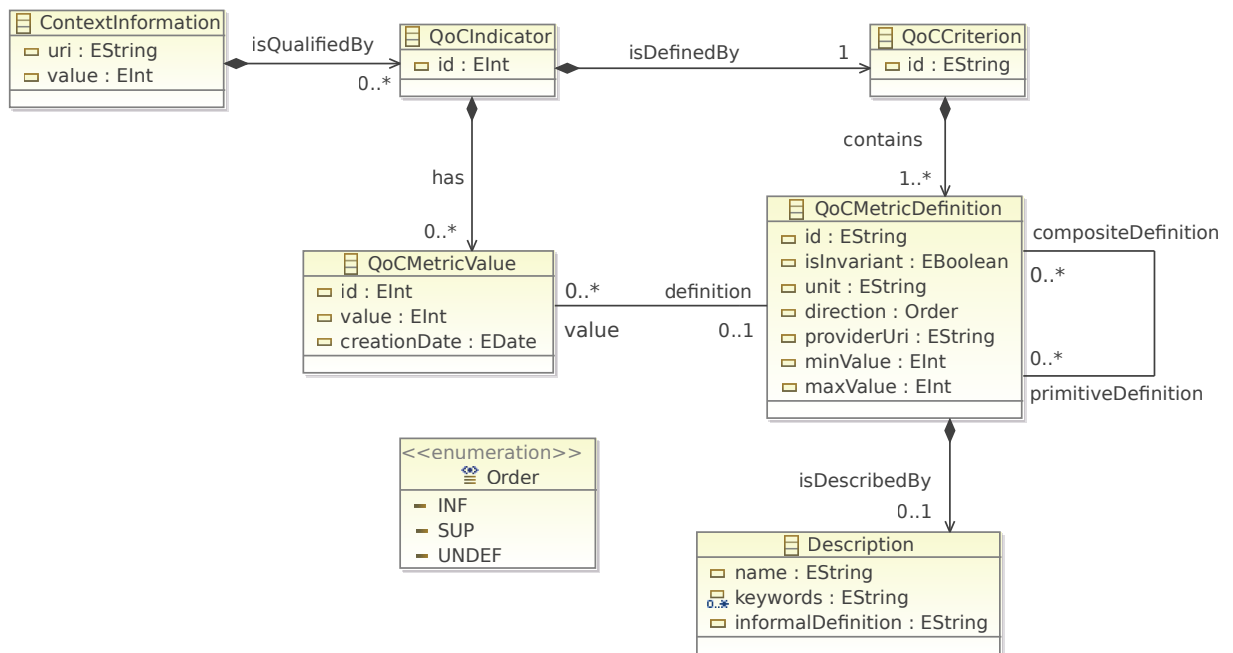 ContextInformation
uri : EString
value : EInt
isQualifiedBy
0..*
QoCIndicator
id : EInt
isDefinedBy
1
QoCCriterion
id : EString
has
0..*
contains
1..*
QoCMetricValue
id : EInt
value : EInt
creationDate : EDate
0..*
value
definition
0..1
QoCMetricDefinition
id : EString
isInvariant : EBoolean
unit : EString
direction : Order
providerUri : EString
minValue : EInt
maxValue : EInt
compositeDefinition
0..*
0..*
primitiveDefinition
<<enumeration>>
Order
INF
SUP
UNDEF
isDescribedBy
0..1
Description
name : EString
0..* keywords : EString
informalDefinition : EString